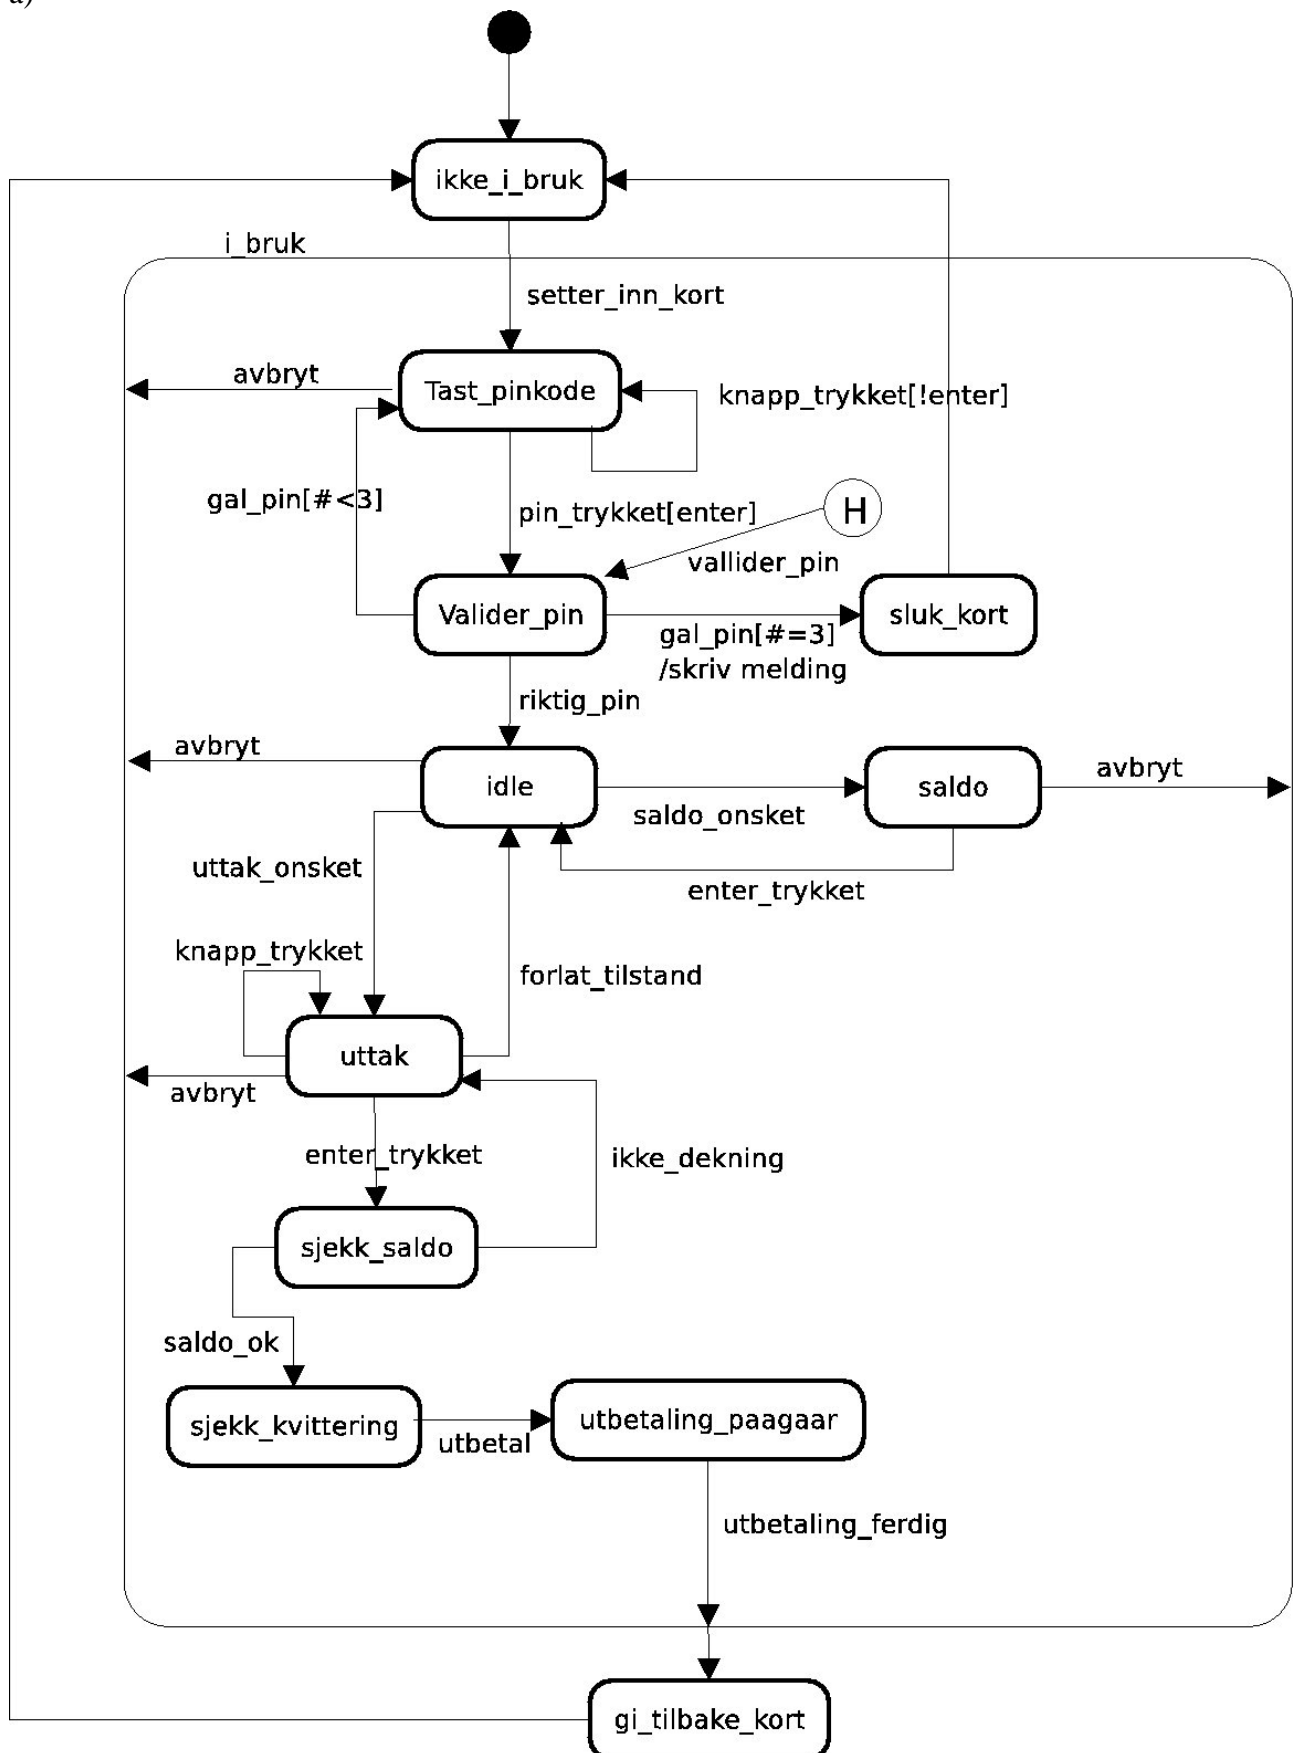 a)
ikke_i_bruk
i_bruk
setter_inn_kort
avbryt
Tast_pinkode
knapp_trykket[!enter]
gal_pin[#<3]
pin_trykket[enter]
H
vallider_pin
Valider_pin
sluk_kort
gal_pin[#=3]
/skriv melding
riktig_pin
avbryt
idle
saldo
avbryt
saldo_onsket
uttak_onsket
enter_trykket
knapp_trykket
forlat_tilstand
uttak
avbryt
enter_trykket
ikke_dekning
sjekk_saldo
saldo_ok
sjekk_kvittering
utbetal
utbetaling_paagaar
utbetaling_ferdig
gi_tilbake_kort